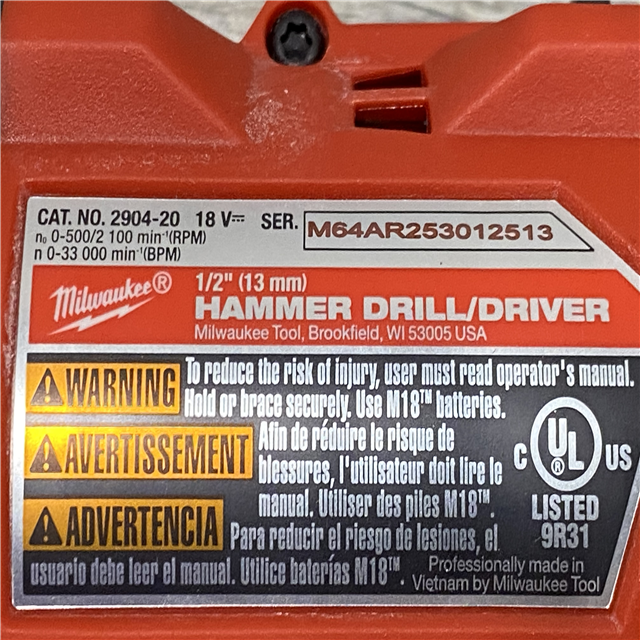 CAT. NO. 2904-20 18 V⎓ SER. M64AR253012513
n₀ 0-500/2 100 min⁻¹(RPM)
n 0-33 000 min⁻¹(BPM)
Milwaukee®
1/2" (13 mm)
HAMMER DRILL/DRIVER
Milwaukee Tool, Brookfield, WI 53005 USA
WARNING To reduce the risk of injury, user must read operator's manual.
Hold or brace securely. Use M18™ batteries.
AVERTISSEMENT Afin de réduire le risque de
blessures, l'utilisateur doit lire le
manual. Utiliser des piles M18™.
ADVERTENCIA Para reducir el riesgo de lesiones, el
usuario debe leer el manual. Utilice baterías M18™.
C UL® US
LISTED
9R31
Professionally made in
Vietnam by Milwaukee Tool